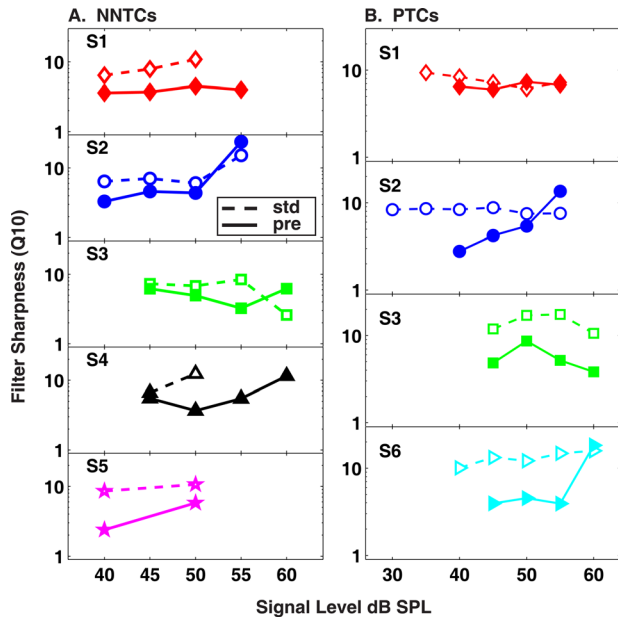 A. NNTCs
B. PTCs
S1
10
1
S2
10
1
std
pre
S3
10
1
S4
10
1
S5
10
1
40 45 50 55 60
S1
10
1
S2
10
1
S3
10
1
S6
10
1
30 40 50 60
Filter Sharpness (Q10)
Signal Level dB SPL